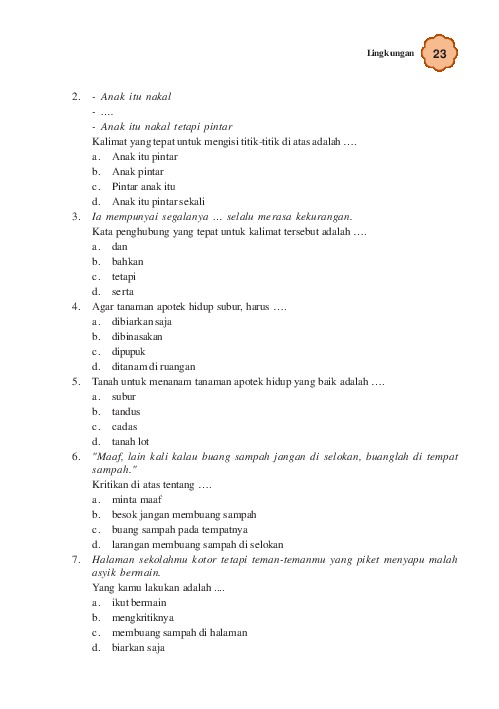 Lingkungan 23
2. - Anak itu nakal
- ....
- Anak itu nakal tetapi pintar
Kalimat yang tepat untuk mengisi titik-titik di atas adalah ....
a. Anak itu pintar
b. Anak pintar
c. Pintar anak itu
d. Anak itu pintar sekali
3. Ia mempunyai segalanya ... selalu merasa kekurangan.
Kata penghubung yang tepat untuk kalimat tersebut adalah ....
a. dan
b. bahkan
c. tetapi
d. serta
4. Agar tanaman apotek hidup subur, harus ....
a. dibiarkan saja
b. dibinasakan
c. dipupuk
d. ditanam di ruangan
5. Tanah untuk menanam tanaman apotek hidup yang baik adalah ....
a. subur
b. tandus
c. cadas
d. tanah lot
6. "Maaf, lain kali kalau buang sampah jangan di selokan, buanglah di tempat
sampah."
Kritikan di atas tentang ....
a. minta maaf
b. besok jangan membuang sampah
c. buang sampah pada tempatnya
d. larangan membuang sampah di selokan
7. Halaman sekolahmu kotor tetapi teman-temanmu yang piket menyapu malah
asyik bermain.
Yang kamu lakukan adalah ....
a. ikut bermain
b. mengkritiknya
c. membuang sampah di halaman
d. biarkan saja